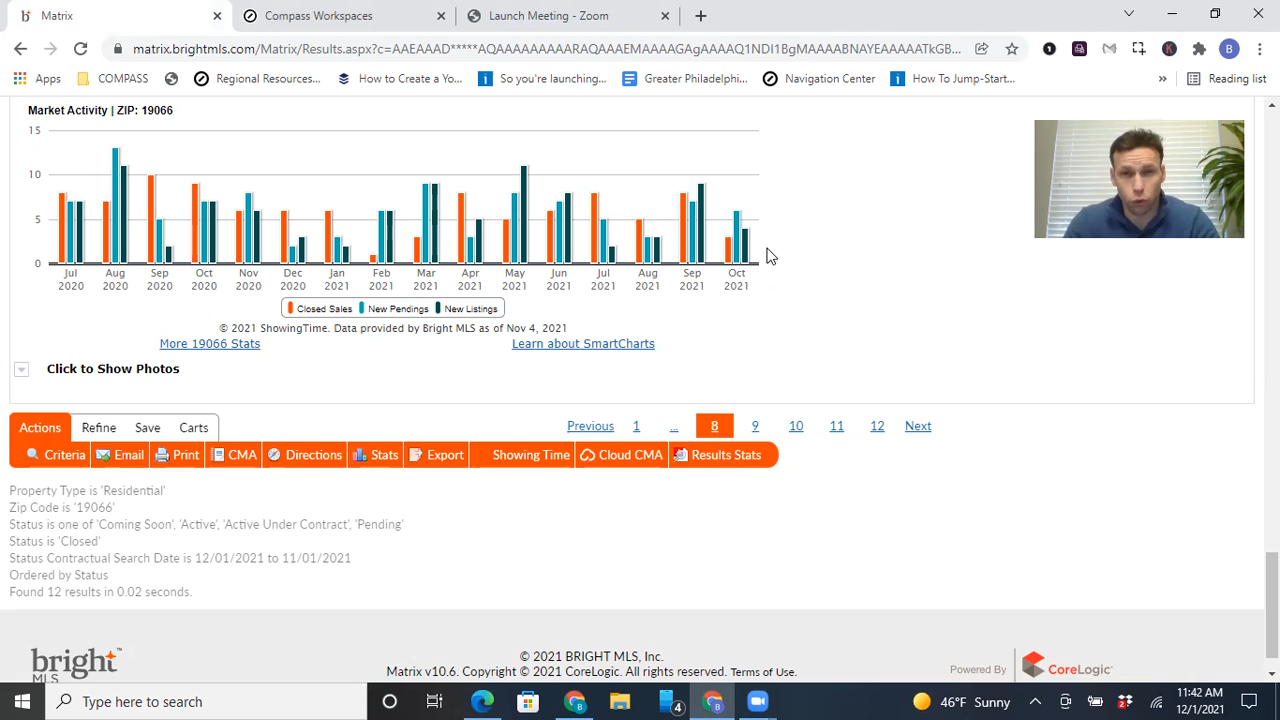 Matrix
Compass Workspaces
Launch Meeting - Zoom
matrix.brightmls.com/Matrix/Results.aspx?c=AAEAAAD*****AQAAAAAAAAARAQAAAEMAAAAGAgAAAAQ1NDI1BgMAAAABNAYEAAAAATkGB...
Apps
COMPASS
Regional Resources...
How to Create a Yo...
So you're launching...
Greater Philadelphi...
Navigation Center
How To Jump-Start...
»
Reading list
Market Activity | ZIP: 19066
15
10
5
0
Jul 2020 Aug 2020 Sep 2020 Oct 2020 Nov 2020 Dec 2020 Jan 2021 Feb 2021 Mar 2021 Apr 2021 May 2021 Jun 2021 Jul 2021 Aug 2021 Sep 2021 Oct 2021
Closed Sales New Pendings New Listings
© 2021 ShowingTime. Data provided by Bright MLS as of Nov 4, 2021
More 19066 Stats Learn about SmartCharts
Click to Show Photos
Actions Refine Save Carts
Previous 1 ... 8 9 10 11 12 Next
Criteria Email Print CMA Directions Stats Export Showing Time Cloud CMA Results Stats
Property Type is 'Residential'
Zip Code is '19066'
Status is one of 'Coming Soon', 'Active', 'Active Under Contract', 'Pending'
Status is 'Closed'
Status Contractual Search Date is 12/01/2021 to 11/01/2021
Ordered by Status
Found 12 results in 0.02 seconds.
bright MLS
© 2021 BRIGHT MLS, Inc.
Matrix v10.6. Copyright © 2021 CoreLogic. All rights reserved. Terms of Use.
Powered By CoreLogic
Type here to search
4
46°F Sunny
11:42 AM
12/1/2021